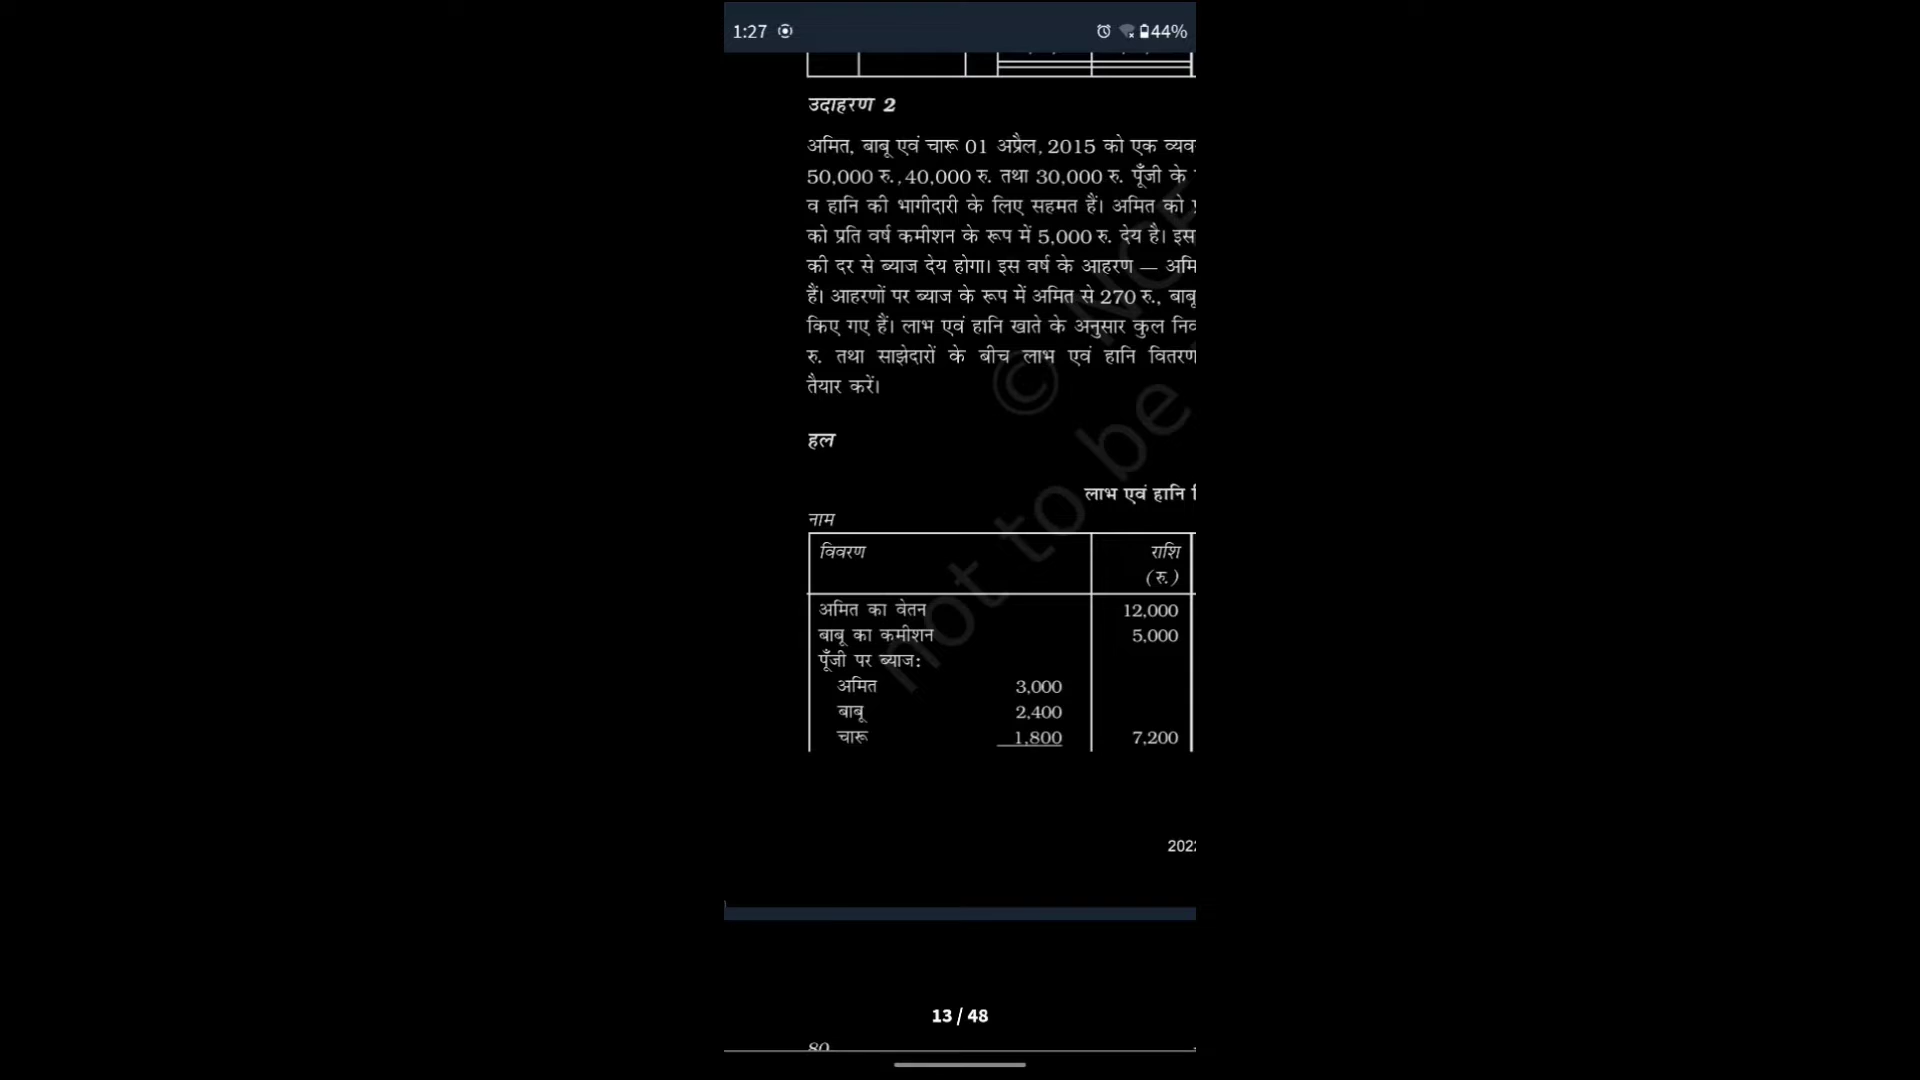 1:27 44%
उदाहरण 2
अमित, बाबू एवं चारू 01 अप्रैल, 2015 को एक
50,000 रु., 40,000 रु. तथा 30,000 रु. पूँजी के
व हानि की भागीदारी के लिए सहमत हैं। अमित को
को प्रति वर्ष कमीशन के रूप में 5,000 रु. देय है। इस
की दर से ब्याज देय होगा। इस वर्ष के आहरण —
हैं। आहरणों पर ब्याज के रूप में अमित से 270 रु., बाबू
किए गए हैं। लाभ एवं हानि खाते के अनुसार कुल
रु. तथा साझेदारों के बीच लाभ एवं हानि वितरण
तैयार करें।
हल
लाभ एवं हानि
नाम
विवरण राशि
(रु.)
अमित का वेतन 12,000
बाबू का कमीशन 5,000
पूँजी पर ब्याज:
अमित 3,000
बाबू 2,400
चारू 1,800 7,200
not to be
©
13 / 48